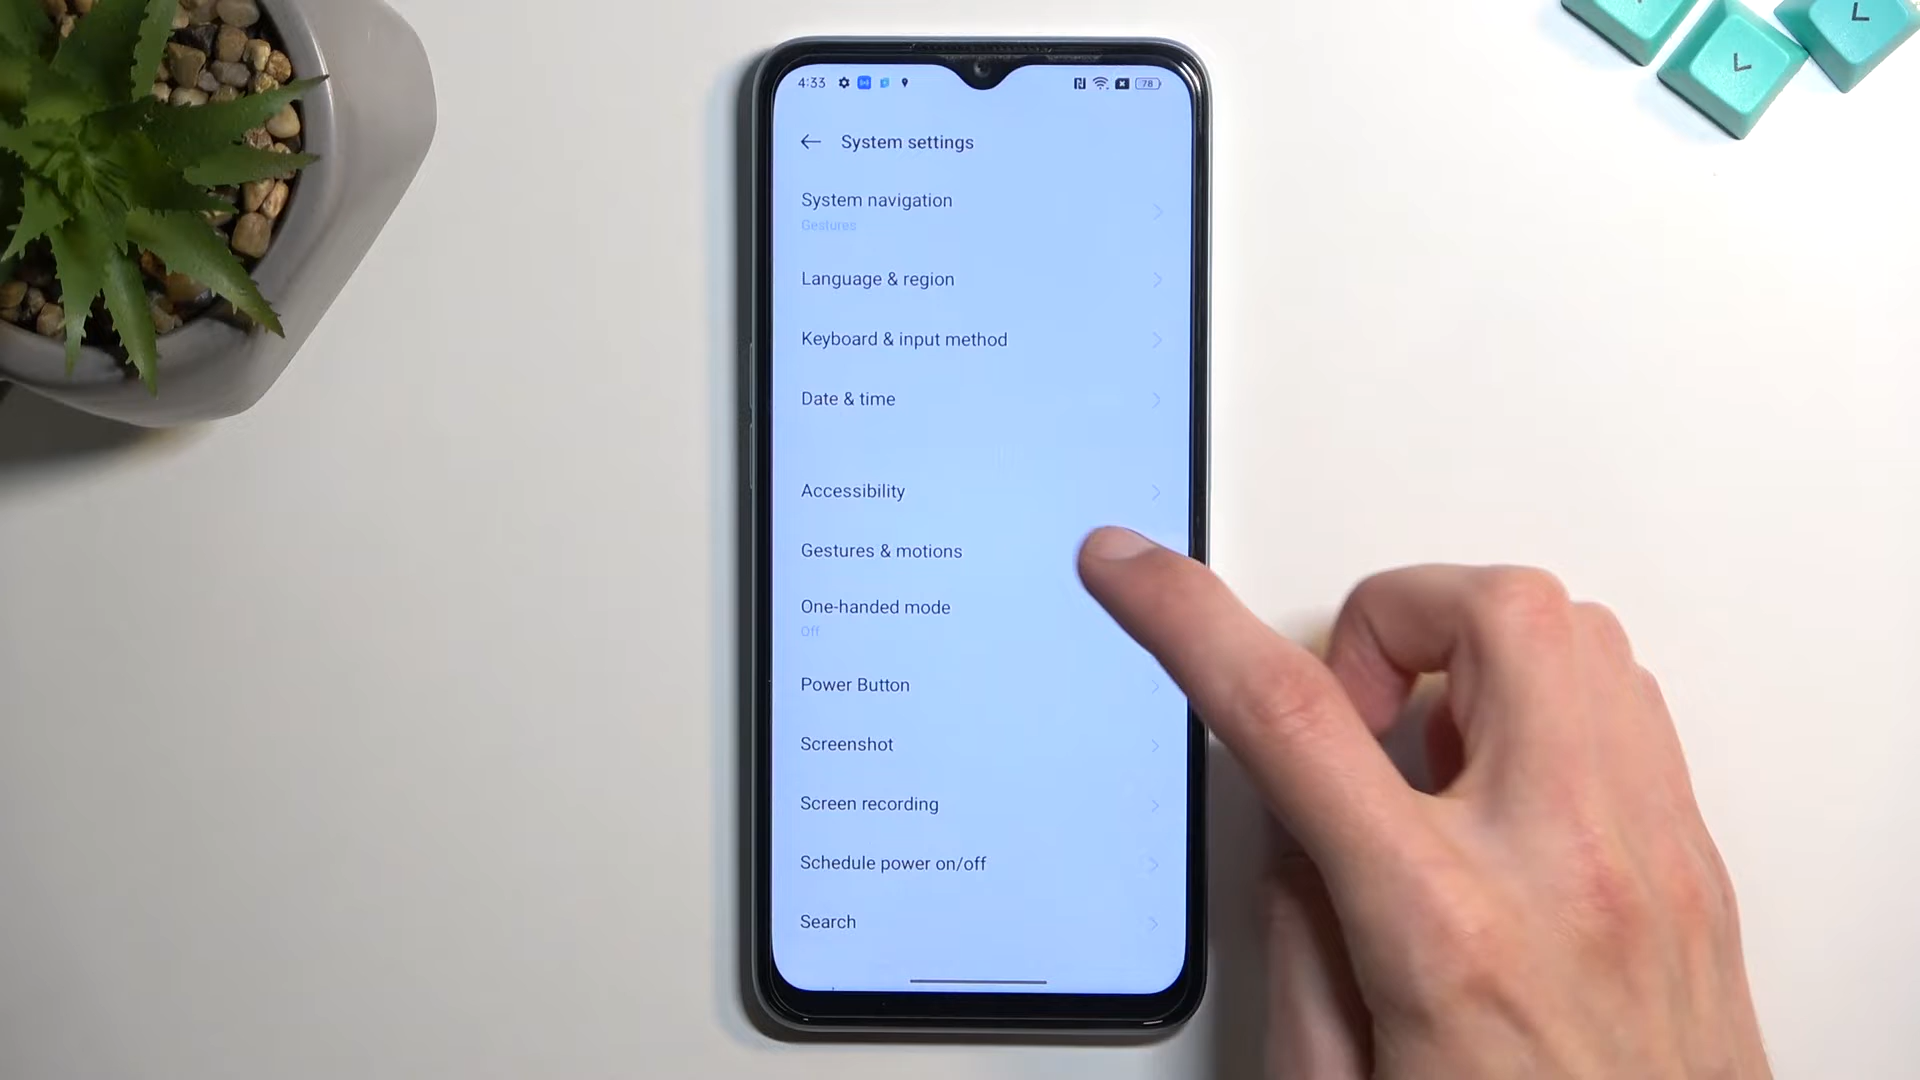 4:33 78
System settings
System navigation
Gestures
Language & region
Keyboard & input method
Date & time
Accessibility
Gestures & motions
One-handed mode
Off
Power Button
Screenshot
Screen recording
Schedule power on/off
Search